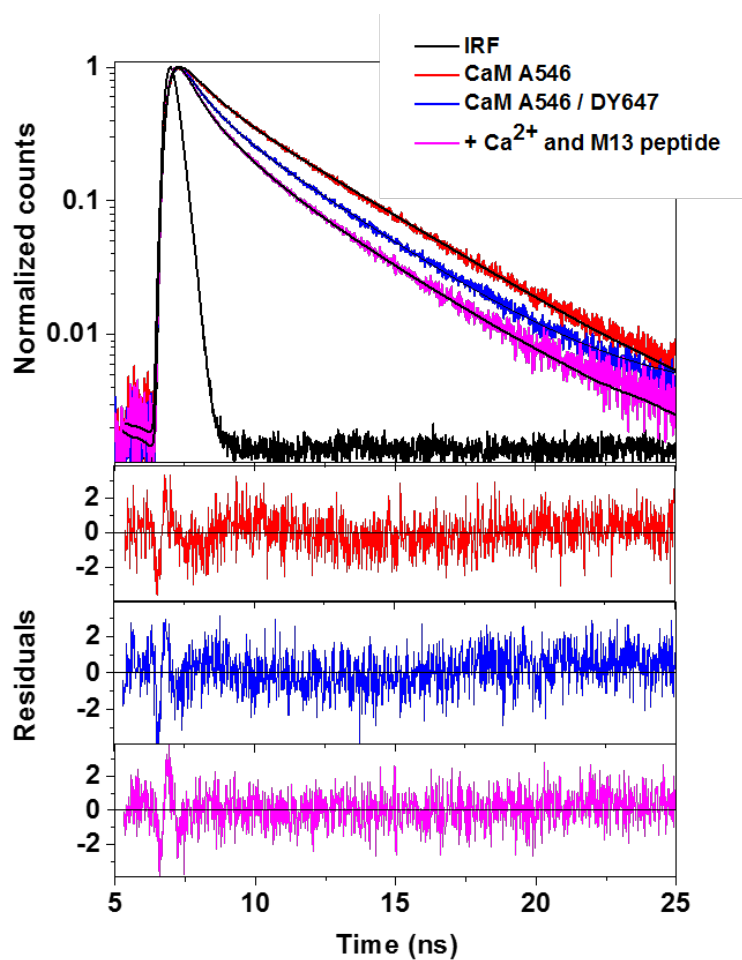 IRF
CaM A546
CaM A546 / DY647
+ Ca2+ and M13 peptide
Normalized counts
1
0.1
0.01
Residuals
2
0
-2
2
0
-2
2
0
-2
5 10 15 20 25
Time (ns)